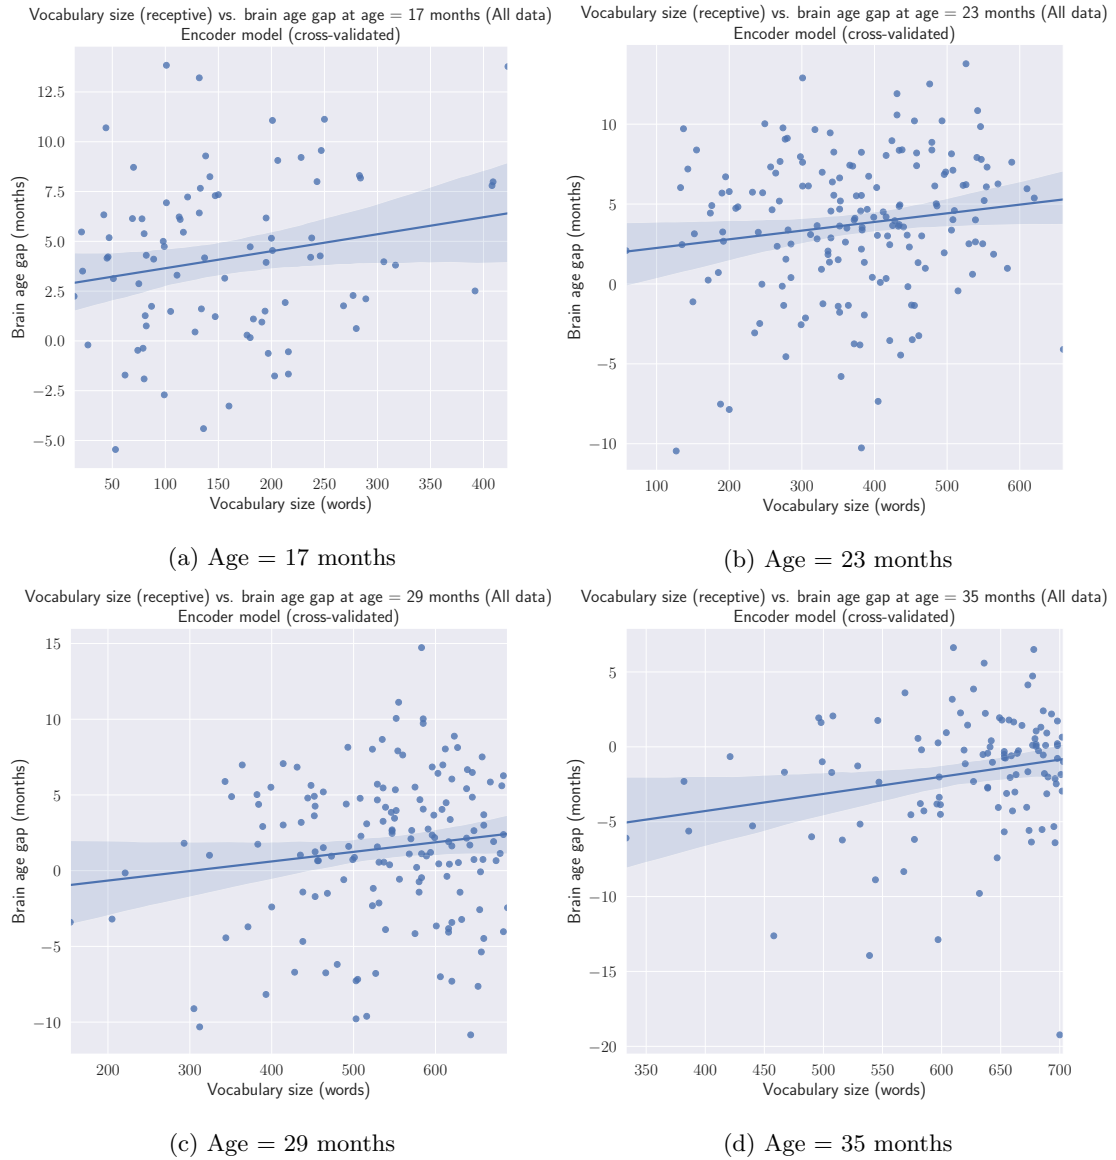 Vocabulary size (receptive) vs. brain age gap at age = 17 months (All data)
Encoder model (cross-validated)
12.5
10.0
7.5
5.0
2.5
0.0
−2.5
−5.0
Brain age gap (months)
50 100 150 200 250 300 350 400
Vocabulary size (words)
(a) Age = 17 months
Vocabulary size (receptive) vs. brain age gap at age = 23 months (All data)
Encoder model (cross-validated)
10
5
0
−5
−10
Brain age gap (months)
100 200 300 400 500 600
Vocabulary size (words)
(b) Age = 23 months
Vocabulary size (receptive) vs. brain age gap at age = 29 months (All data)
Encoder model (cross-validated)
15
10
5
0
−5
−10
Brain age gap (months)
200 300 400 500 600
Vocabulary size (words)
(c) Age = 29 months
Vocabulary size (receptive) vs. brain age gap at age = 35 months (All data)
Encoder model (cross-validated)
5
0
−5
−10
−15
−20
Brain age gap (months)
350 400 450 500 550 600 650 700
Vocabulary size (words)
(d) Age = 35 months